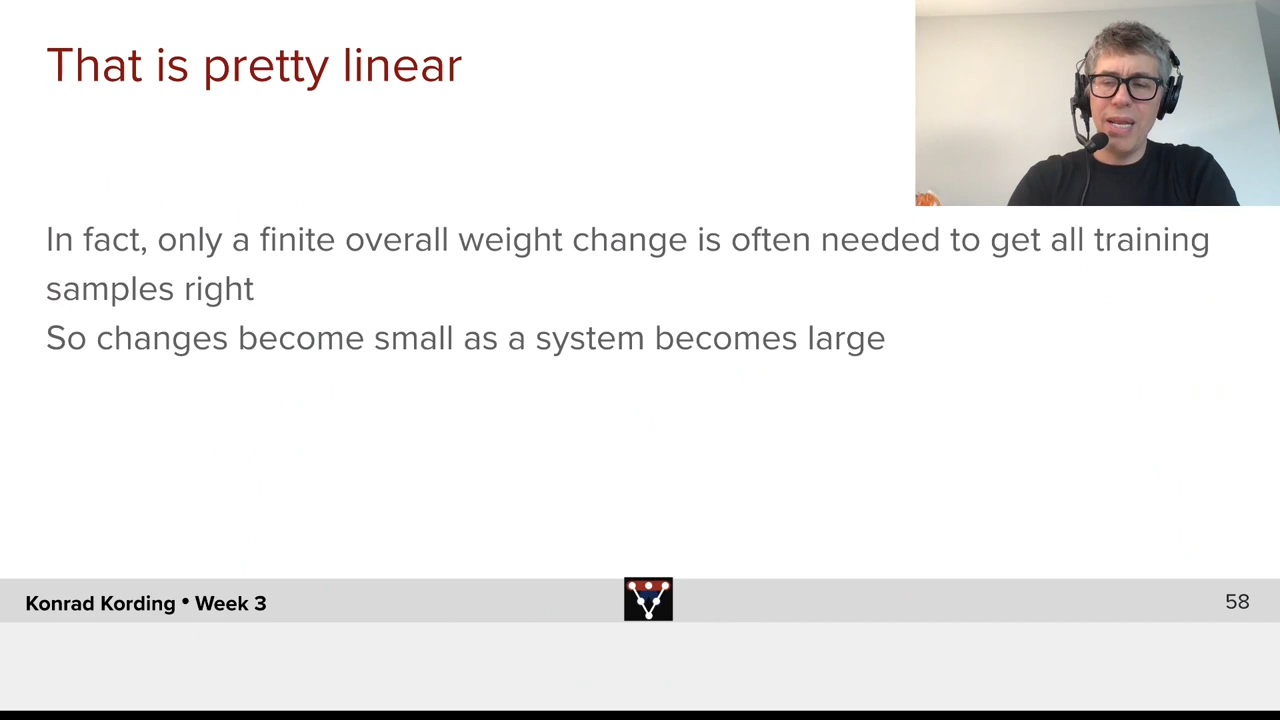 That is pretty linear
In fact, only a finite overall weight change is often needed to get all training
samples right
So changes become small as a system becomes large
Konrad Kording • Week 3
58